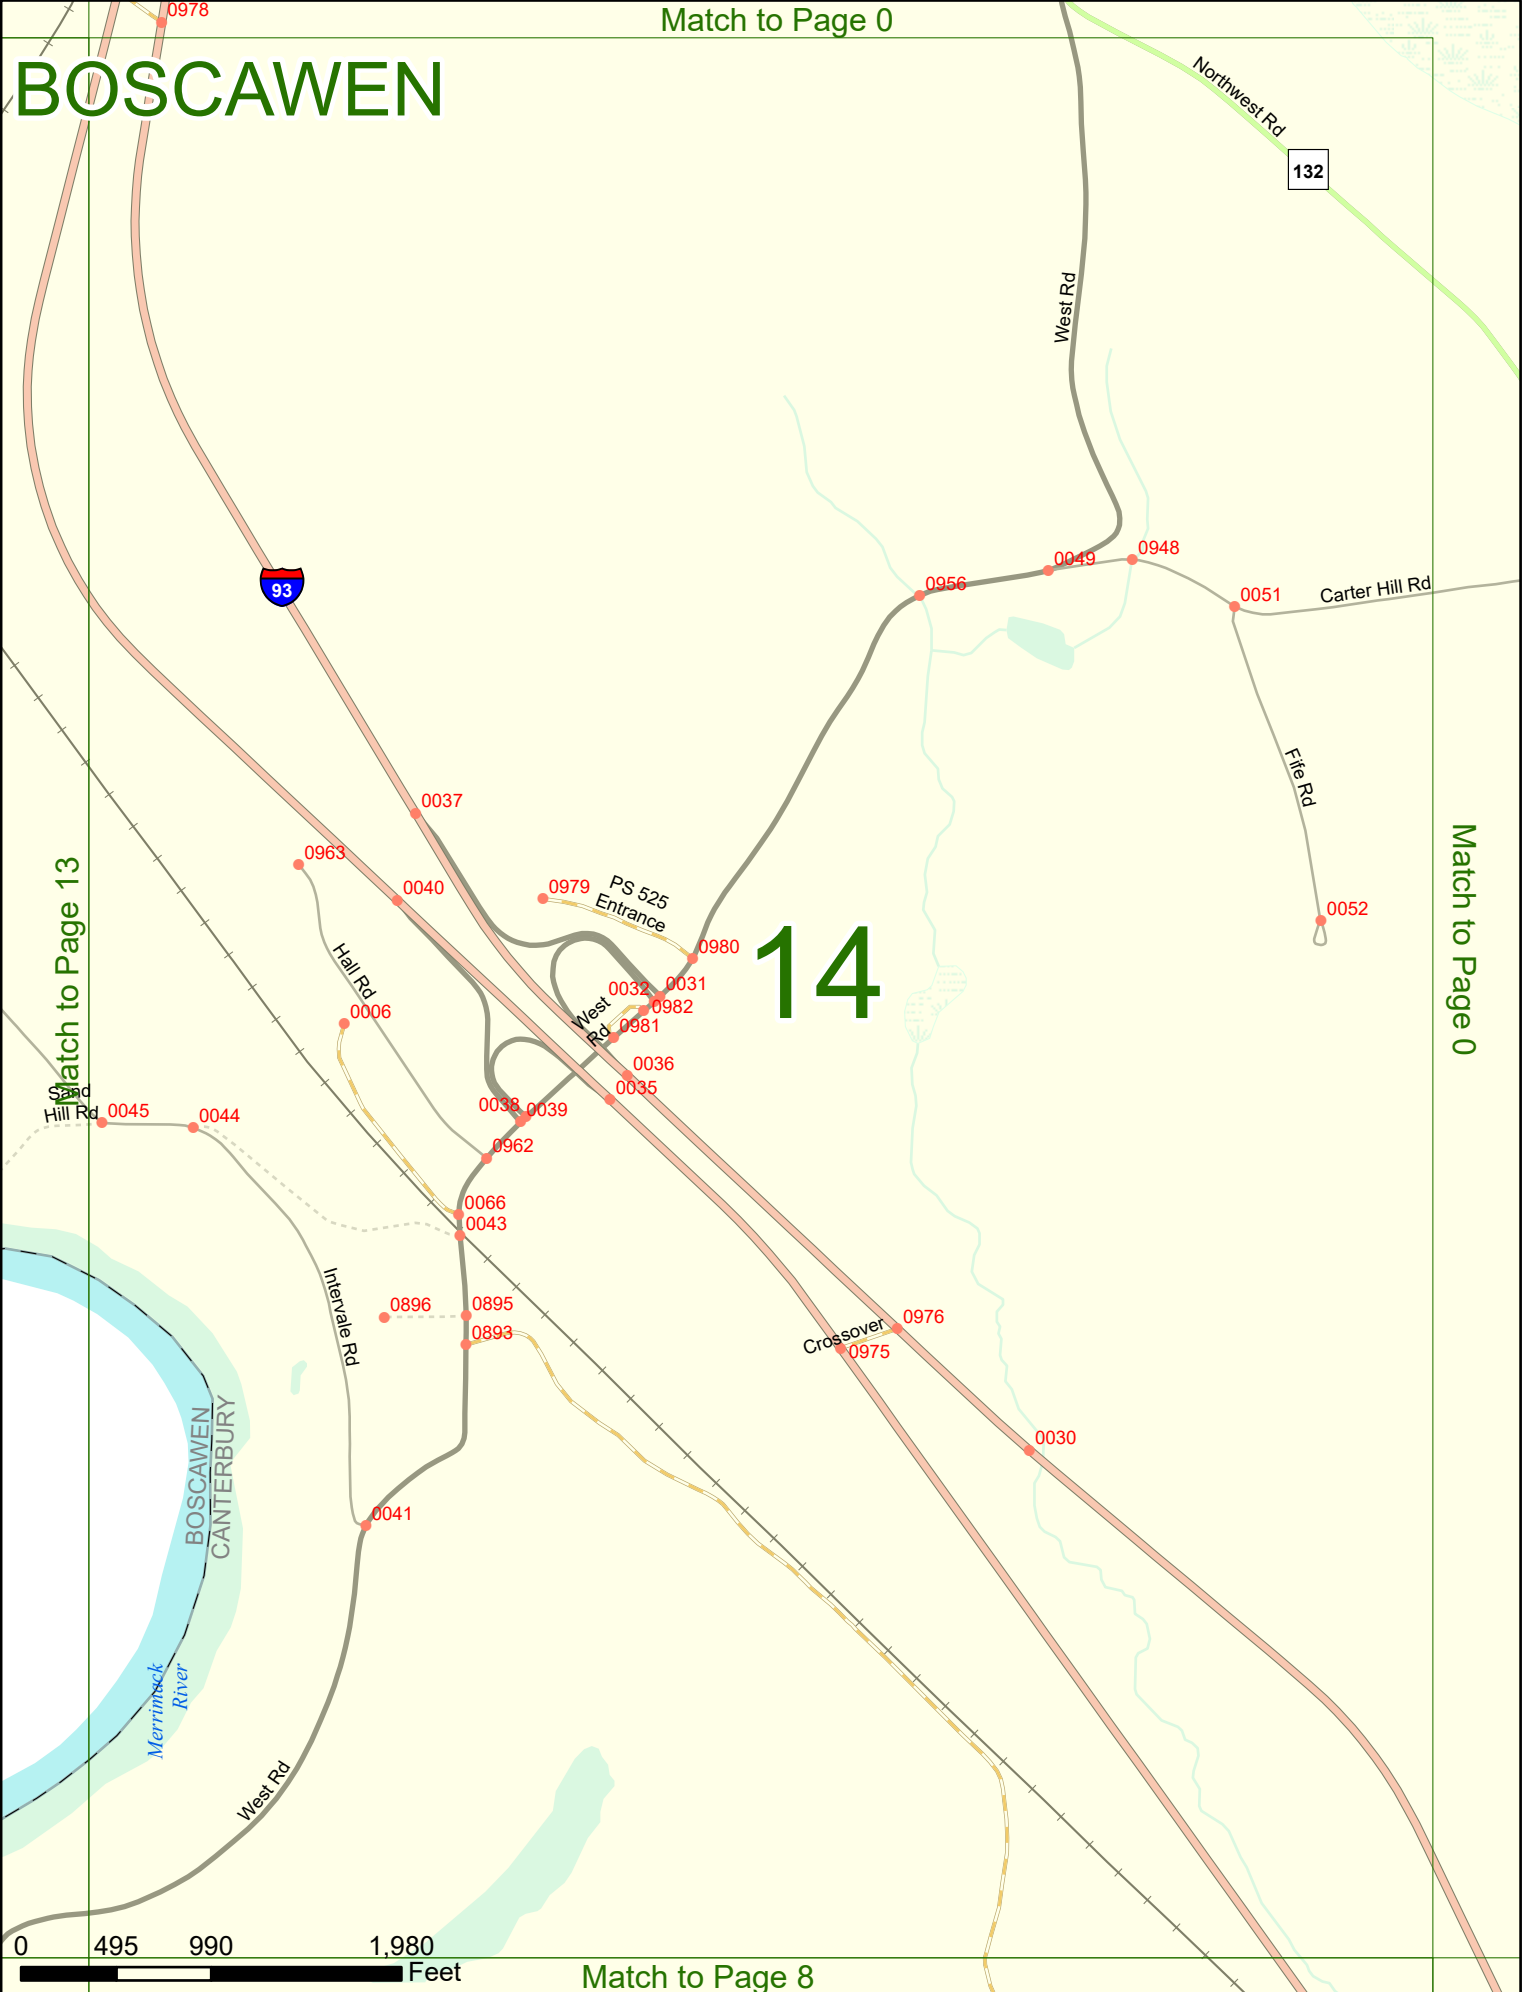 0978
Match to Page 0
BOSCAWEN
Northwest Rd
132
West Rd
93
0049
0948
0956
0051
Carter Hill Rd
Fife Rd
0037
0963
0040
0979
PS 525
Entrance
0052
Match to Page 13
Match to Page 0
14
0980
Hall Rd
0032
0031
0982
West
Rd
0981
0006
0036
0035
Sand
Hill Rd
0045
0044
0038
0039
0962
0066
0043
Intervale Rd
0896
0895
0893
Crossover
0976
0975
BOSCAWEN
CANTERBURY
0030
0041
Merrimack
River
West Rd
0 495 990 1,980
Feet
Match to Page 8